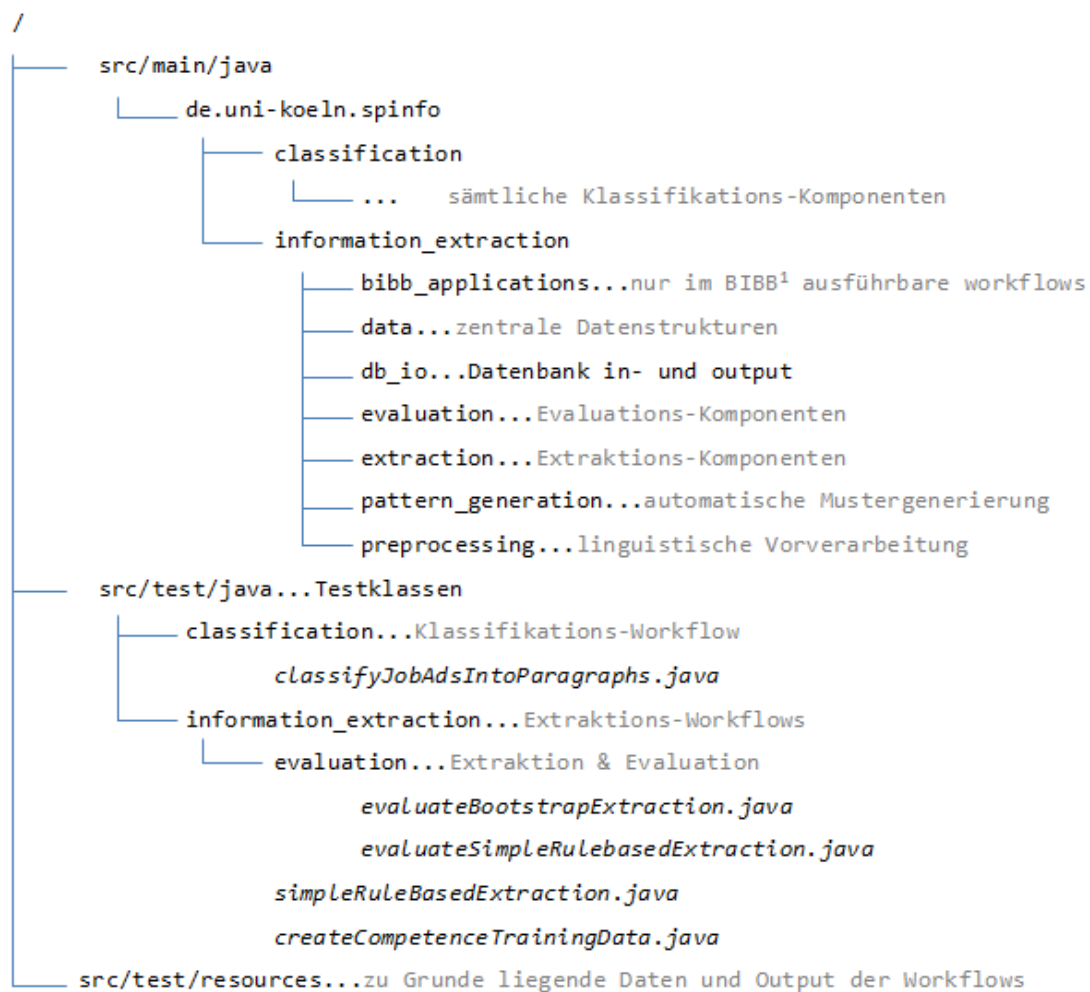 /
src/main/java
de.uni-koeln.spinfo
classification
... sämtliche Klassifikations-Komponenten
information_extraction
bibb_applications...nur im BIBB¹ ausführbare workflows
data...zentrale Datenstrukturen
db_io...Datenbank in- und output
evaluation...Evaluations-Komponenten
extraction...Extraktions-Komponenten
pattern_generation...automatische Mustergenerierung
preprocessing...linguistische Vorverarbeitung
src/test/java...Testklassen
classification...Klassifikations-Workflow
classifyJobAdsIntoParagraphs.java
information_extraction...Extraktions-Workflows
evaluation...Extraktion & Evaluation
evaluateBootstrapExtraction.java
evaluateSimpleRulebasedExtraction.java
simpleRuleBasedExtraction.java
createCompetenceTrainingData.java
src/test/resources...zu Grunde liegende Daten und Output der Workflows